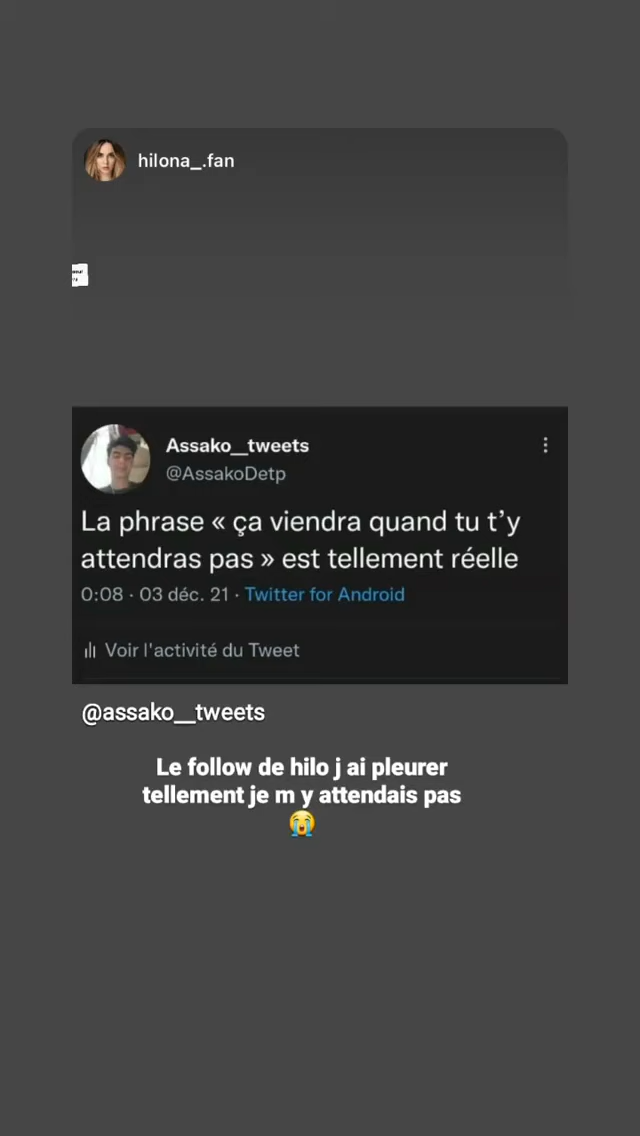 hilona_.fan
Assako__tweets
@AssakoDetp
La phrase « ça viendra quand tu t’y
attendras pas » est tellement réelle
0:08 · 03 déc. 21 · Twitter for Android
Voir l'activité du Tweet
@assako__tweets
Le follow de hilo j ai pleurer
tellement je m y attendais pas
😭